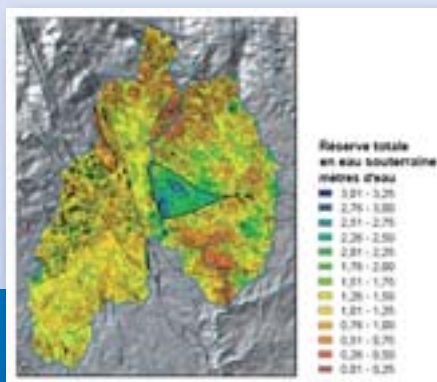 Réserve totale
en eau souterraine
mètres d'eau
3,01 - 3,25
2,76 - 3,00
2,51 - 2,75
2,26 - 2,50
2,01 - 2,25
1,76 - 2,00
1,51 - 1,75
1,26 - 1,50
1,01 - 1,25
0,76 - 1,00
0,51 - 0,75
0,26 - 0,50
0,01 - 0,25